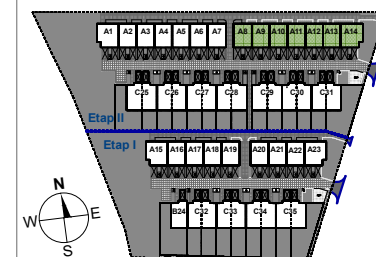 A1 A2 A3 A4 A5 A6 A7 A8 A9 A10 A11 A12 A13 A14
C25 C26 C27 C28 C29 C30 C31
Etap II
Etap I
A15 A16 A17 A18 A19 A20 A21 A22 A23
B24 C32 C33 C34 C35
N
W E
S